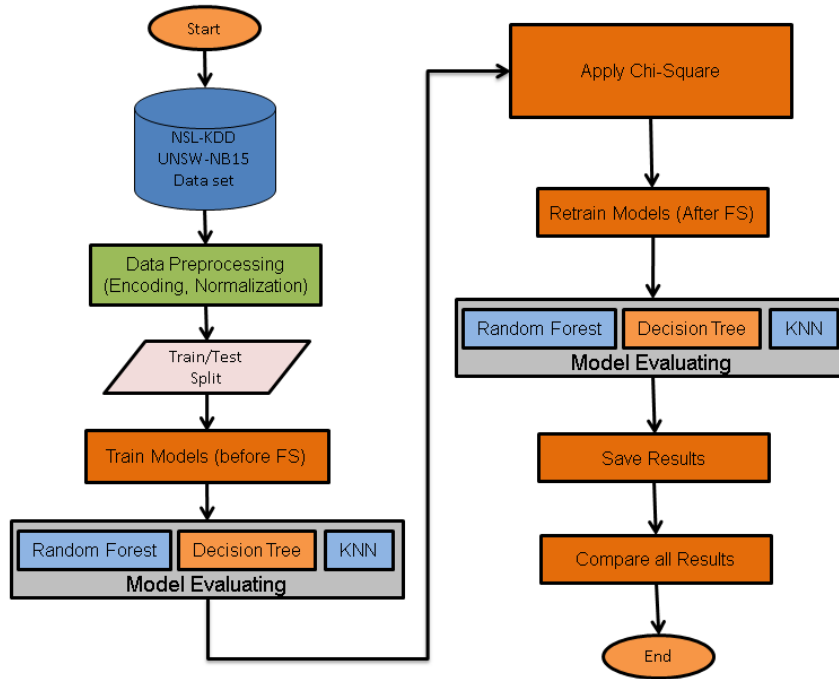 Start
NSL-KDD
UNSW-NB15
Data set
Data Preprocessing
(Encoding, Normalization)
Train/Test
Split
Train Models (before FS)
Random Forest
Decision Tree
KNN
Model Evaluating
Apply Chi-Square
Retrain Models (After FS)
Random Forest
Decision Tree
KNN
Model Evaluating
Save Results
Compare all Results
End